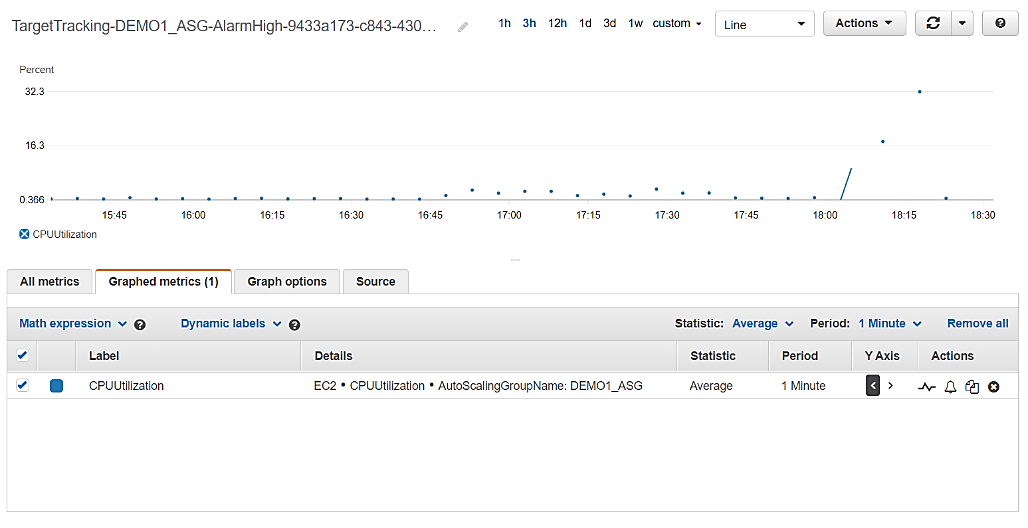 TargetTracking-DEMO1_ASG-AlarmHigh-9433a173-c843-430... 1h 3h 12h 1d 3d 1w custom Line Actions
Percent
32.3
16.3
0.366
15:45 16:00 16:15 16:30 16:45 17:00 17:15 17:30 17:45 18:00 18:15 18:30
CPUUtilization
All metrics Graphed metrics (1) Graph options Source
Math expression Dynamic labels Statistic: Average Period: 1 Minute Remove all
Label Details Statistic Period Y Axis Actions
CPUUtilization EC2 • CPUUtilization • AutoScalingGroupName: DEMO1_ASG Average 1 Minute